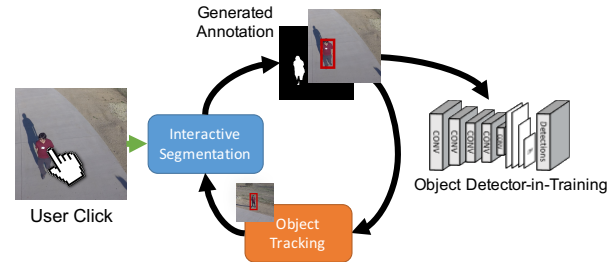 Generated
Annotation
Interactive
Segmentation
User Click
Object
Tracking
CONV
CONV
CONV
CONV
Detections
Object Detector-in-Training